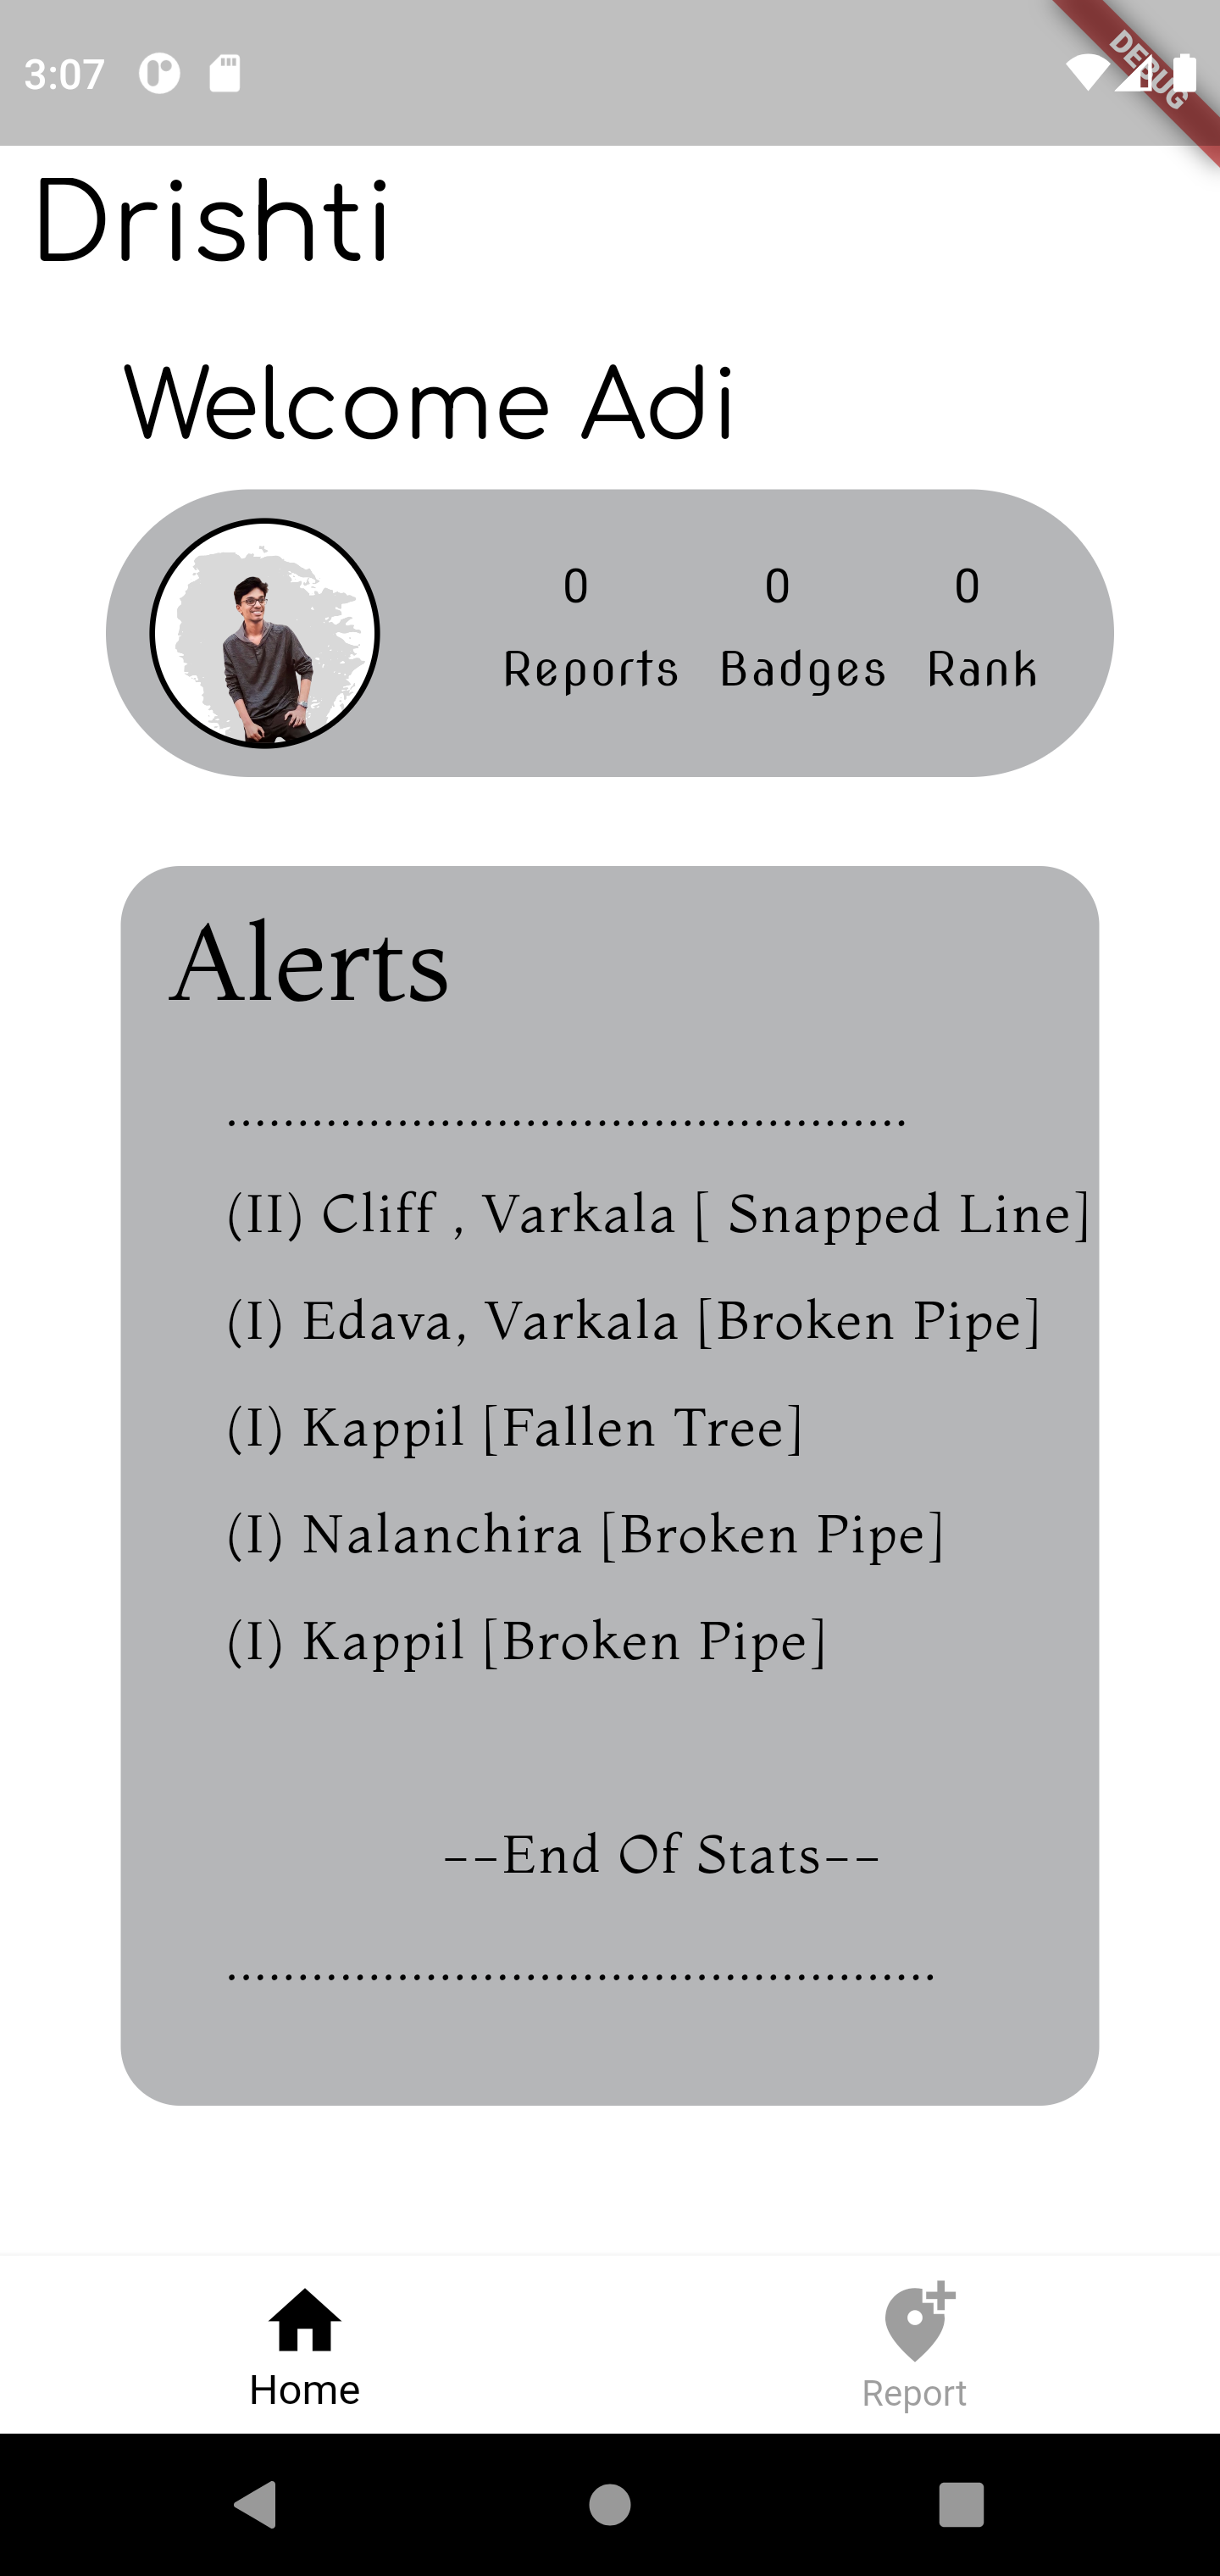 3:07
DEBUG
Drishti
Welcome Adi
0 0 0
Reports Badges Rank
Alerts
................................................
(II) Cliff , Varkala [ Snapped Line]
(I) Edava, Varkala [Broken Pipe]
(I) Kappil [Fallen Tree]
(I) Nalanchira [Broken Pipe]
(I) Kappil [Broken Pipe]
--End Of Stats--
..................................................
Home Report